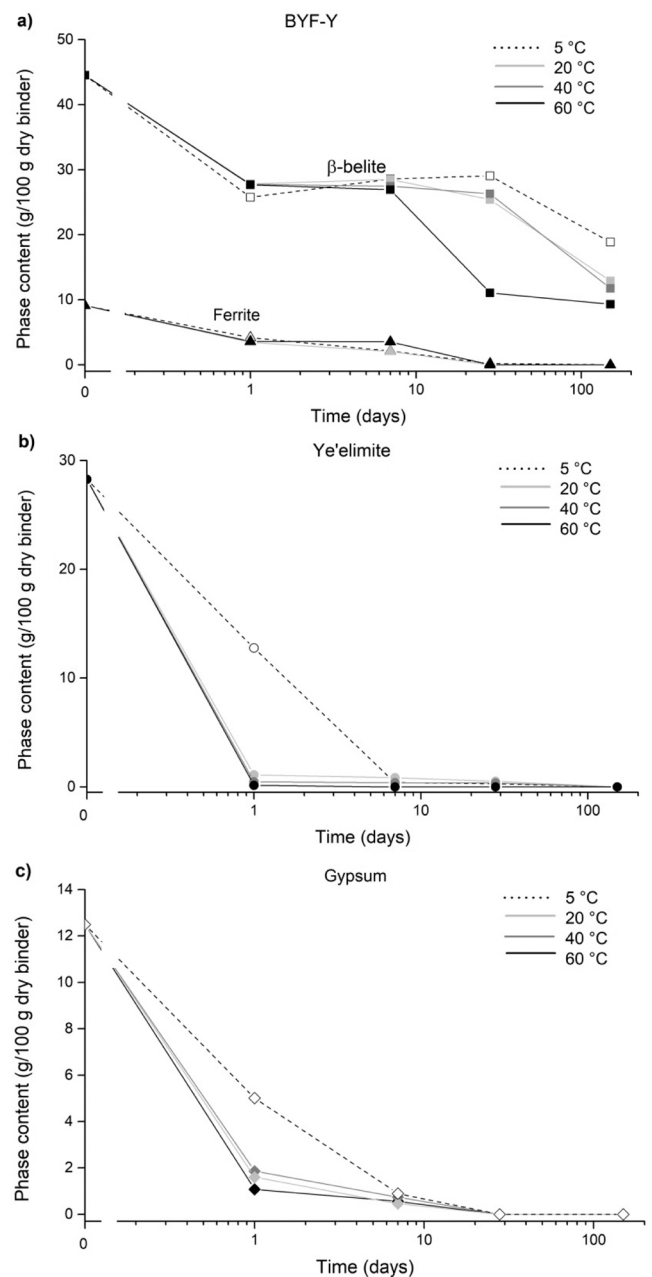 a)
BYF-Y
Phase content (g/100 g dry binder)
50
40
30
20
10
0
5 °C
20 °C
40 °C
60 °C
β-belite
Ferrite
0
1
10
100
Time (days)
b)
Ye'elimite
Phase content (g/100 g dry binder)
30
20
10
0
5 °C
20 °C
40 °C
60 °C
0
1
10
100
Time (days)
c)
Gypsum
Phase content (g/100 g dry binder)
14
12
10
8
6
4
2
0
5 °C
20 °C
40 °C
60 °C
0
1
10
100
Time (days)